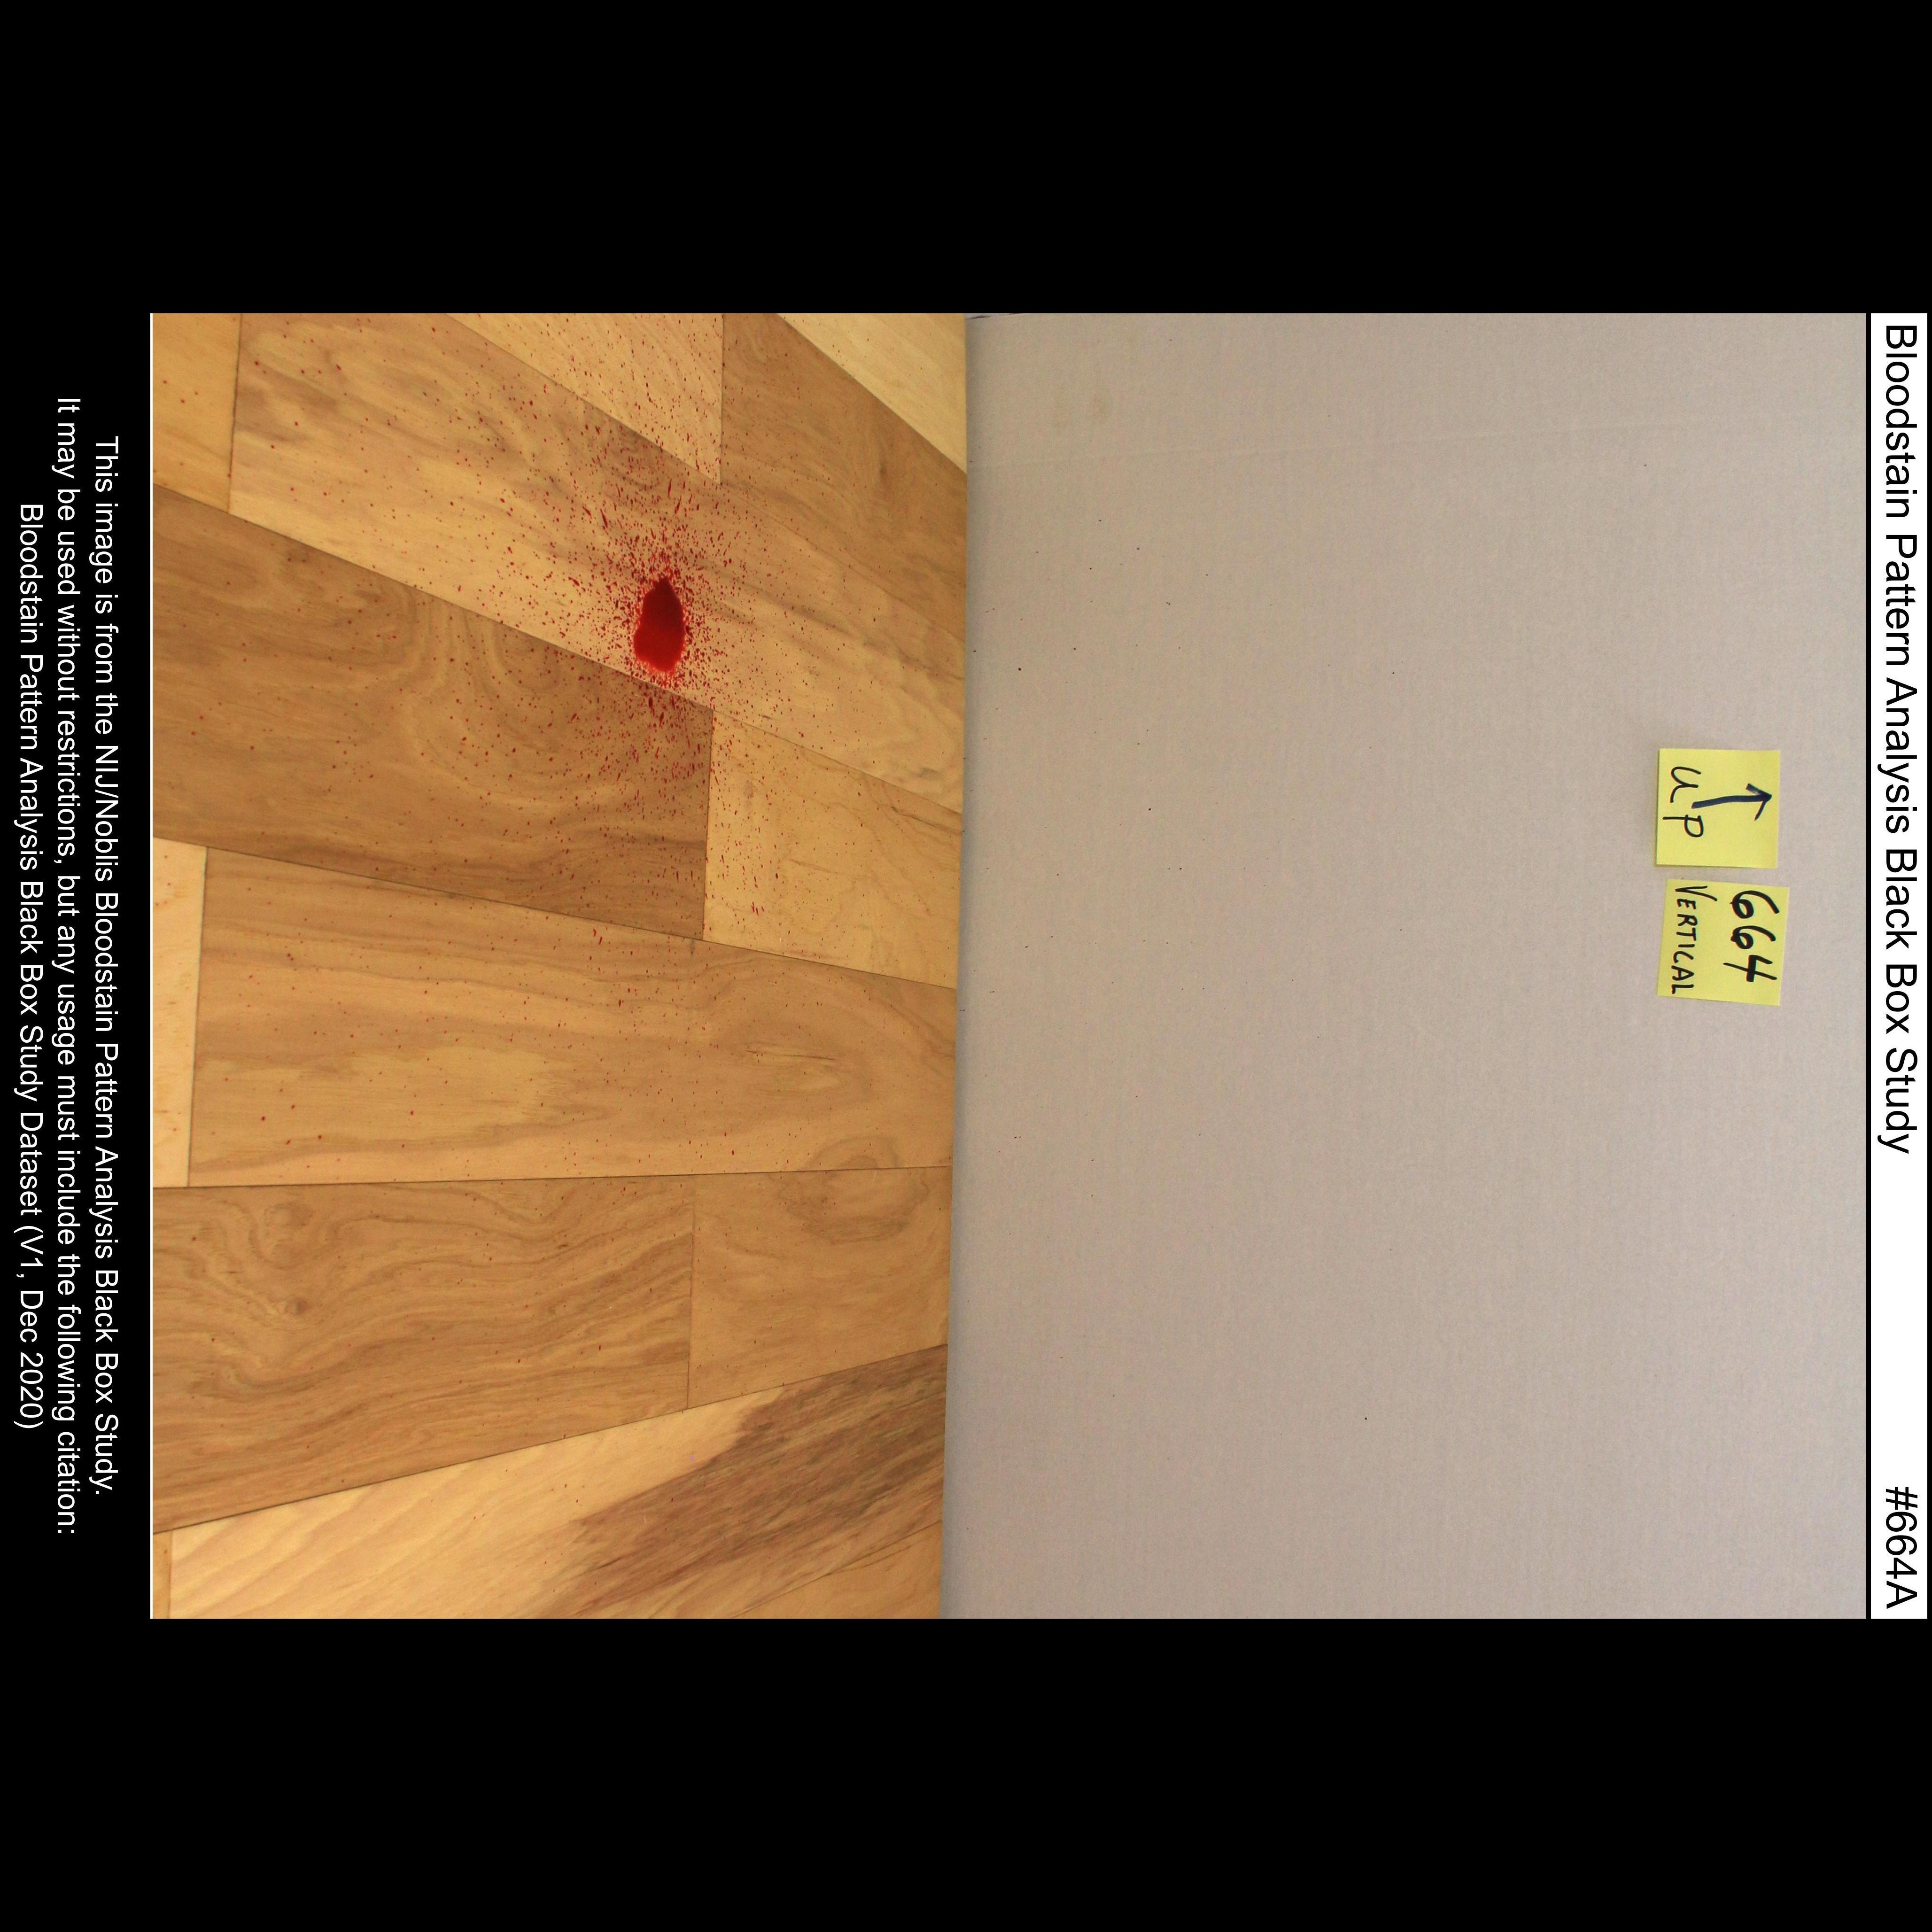 Bloodstain Pattern Analysis Black Box Study #664A
Up
664
VERTICAL
This image is from the NIJ/Noblis Bloodstain Pattern Analysis Black Box Study.
It may be used without restrictions, but any usage must include the following citation:
Bloodstain Pattern Analysis Black Box Study Dataset (V1, Dec 2020)